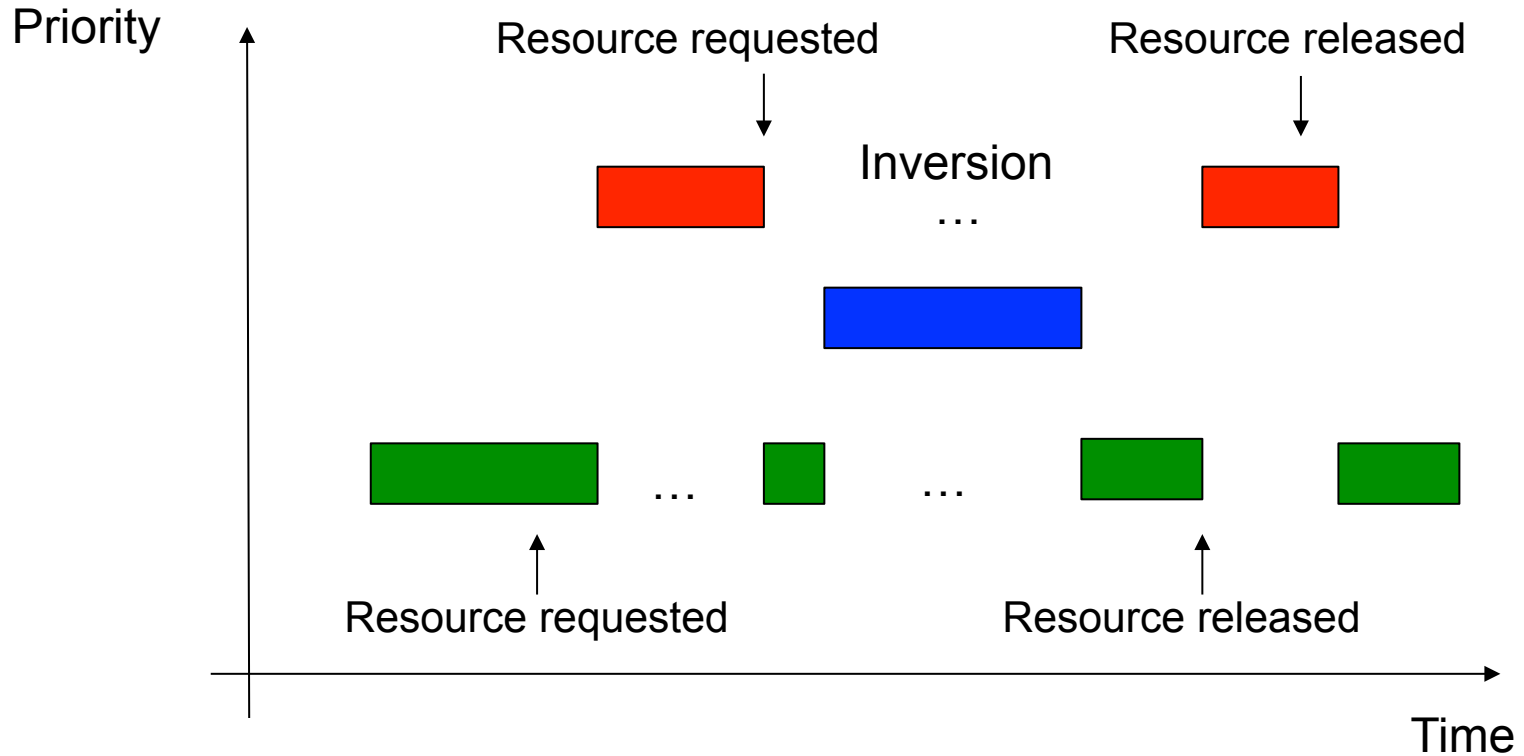 Priority
Resource requested
Resource released
Inversion
...
...
...
Resource requested
Resource released
Time